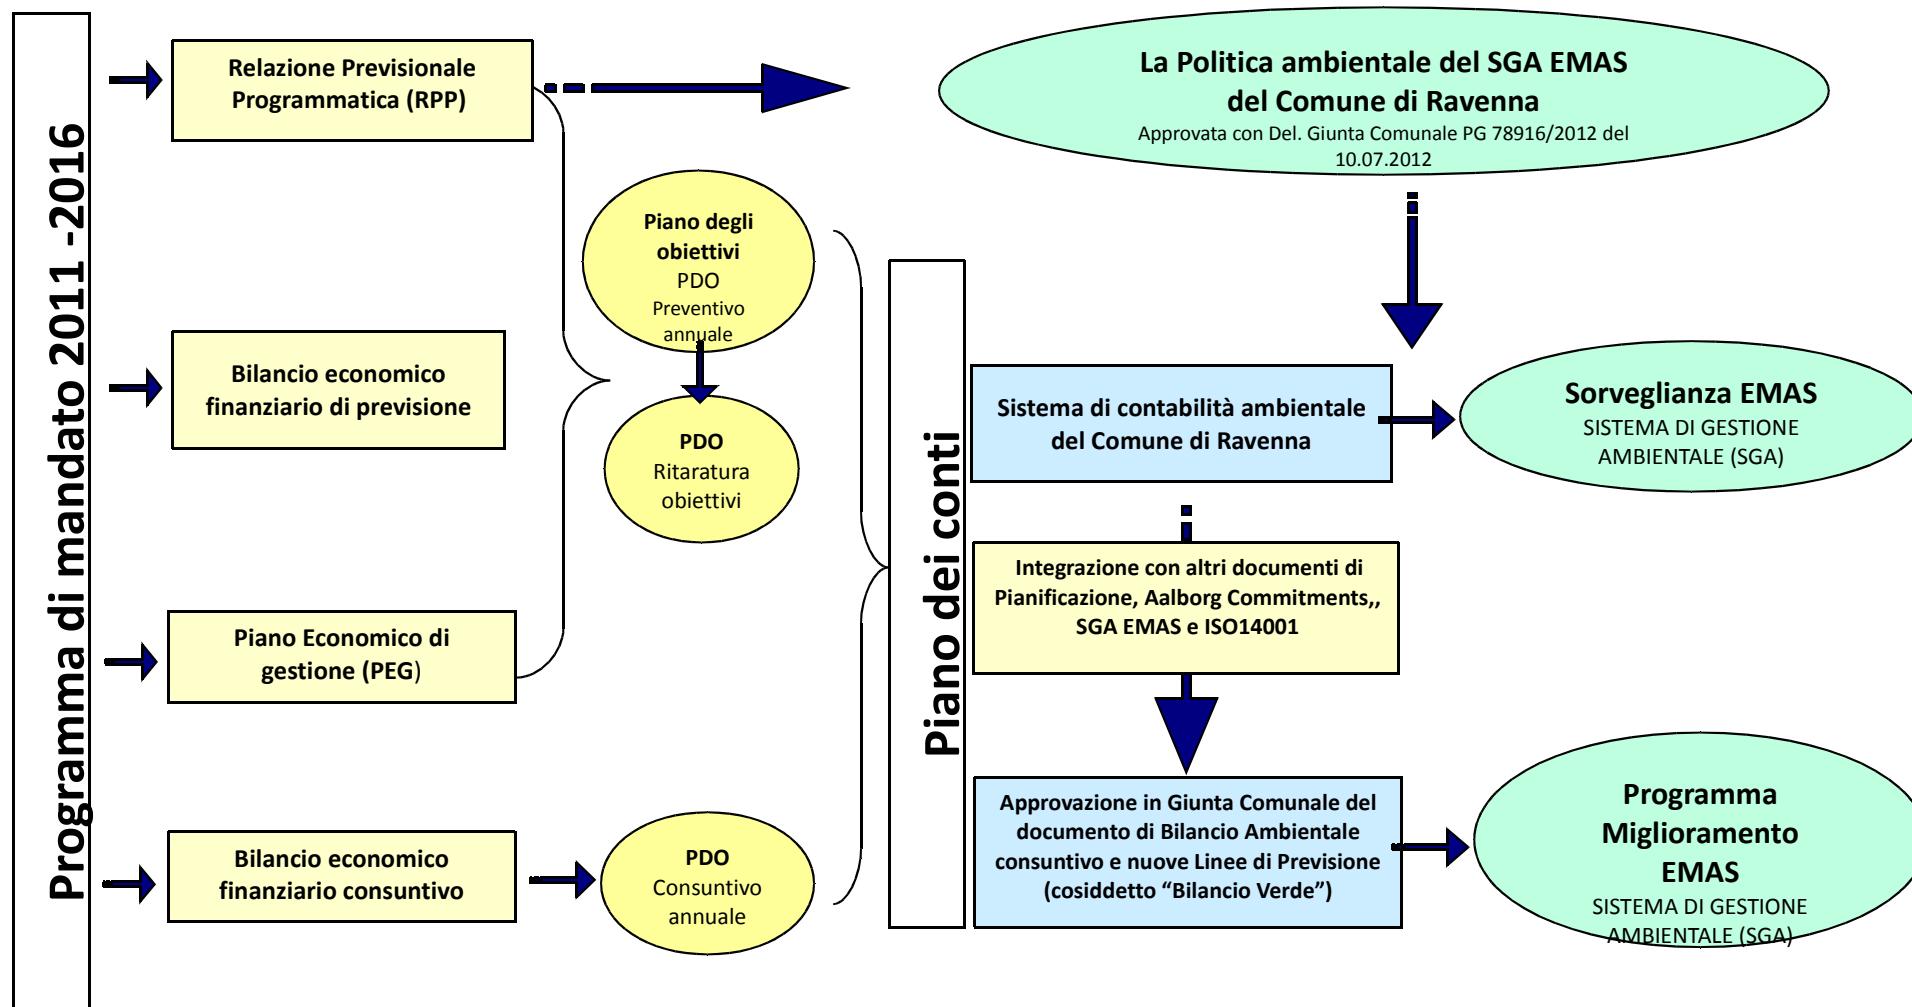 Programma di mandato 2011 -2016
Relazione Previsionale
Programmatica (RPP)
Bilancio economico
finanziario di previsione
Piano Economico di
gestione (PEG)
Bilancio economico
finanziario consuntivo
Piano degli
obiettivi
PDO
Preventivo
annuale
PDO
Ritaratura
obiettivi
PDO
Consuntivo
annuale
Piano dei conti
La Politica ambientale del SGA EMAS
del Comune di Ravenna
Approvata con Del. Giunta Comunale PG 78916/2012 del
10.07.2012
Sistema di contabilità ambientale
del Comune di Ravenna
Sorveglianza EMAS
SISTEMA DI GESTIONE
AMBIENTALE (SGA)
Integrazione con altri documenti di
Pianificazione, Aalborg Commitments,,
SGA EMAS e ISO14001
Approvazione in Giunta Comunale del
documento di Bilancio Ambientale
consuntivo e nuove Linee di Previsione
(cosiddetto “Bilancio Verde”)
Programma
Miglioramento
EMAS
SISTEMA DI GESTIONE
AMBIENTALE (SGA)